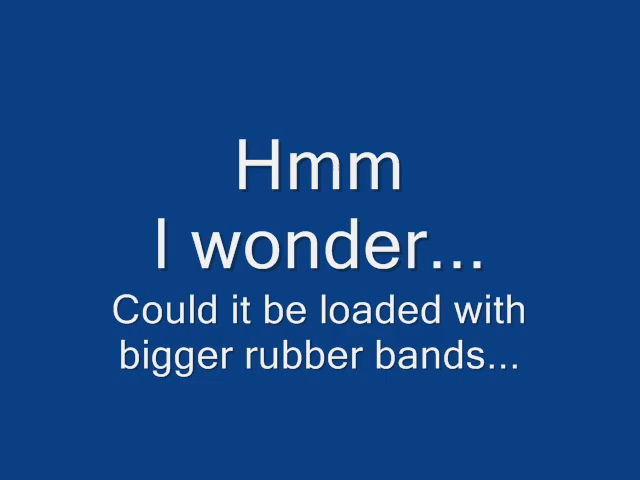 Hmm
I wonder...
Could it be loaded with
bigger rubber bands...